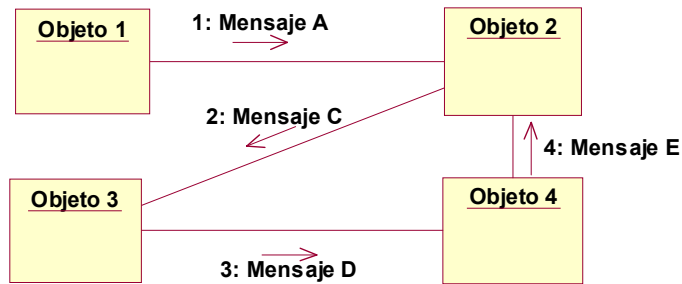 1: Mensaje A
Objeto 1
Objeto 2
2: Mensaje C
4: Mensaje E
Objeto 3
Objeto 4
3: Mensaje D